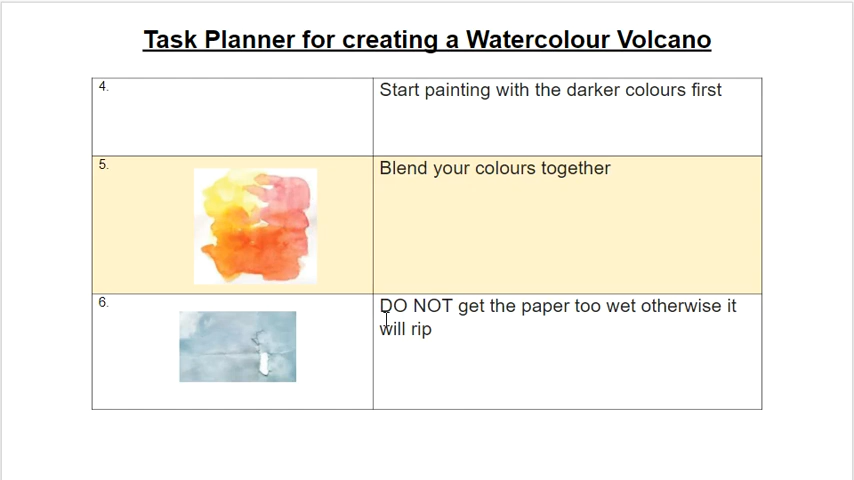 Task Planner for creating a Watercolour Volcano
4.
Start painting with the darker colours first
5.
Blend your colours together
6.
DO NOT get the paper too wet otherwise it
will rip